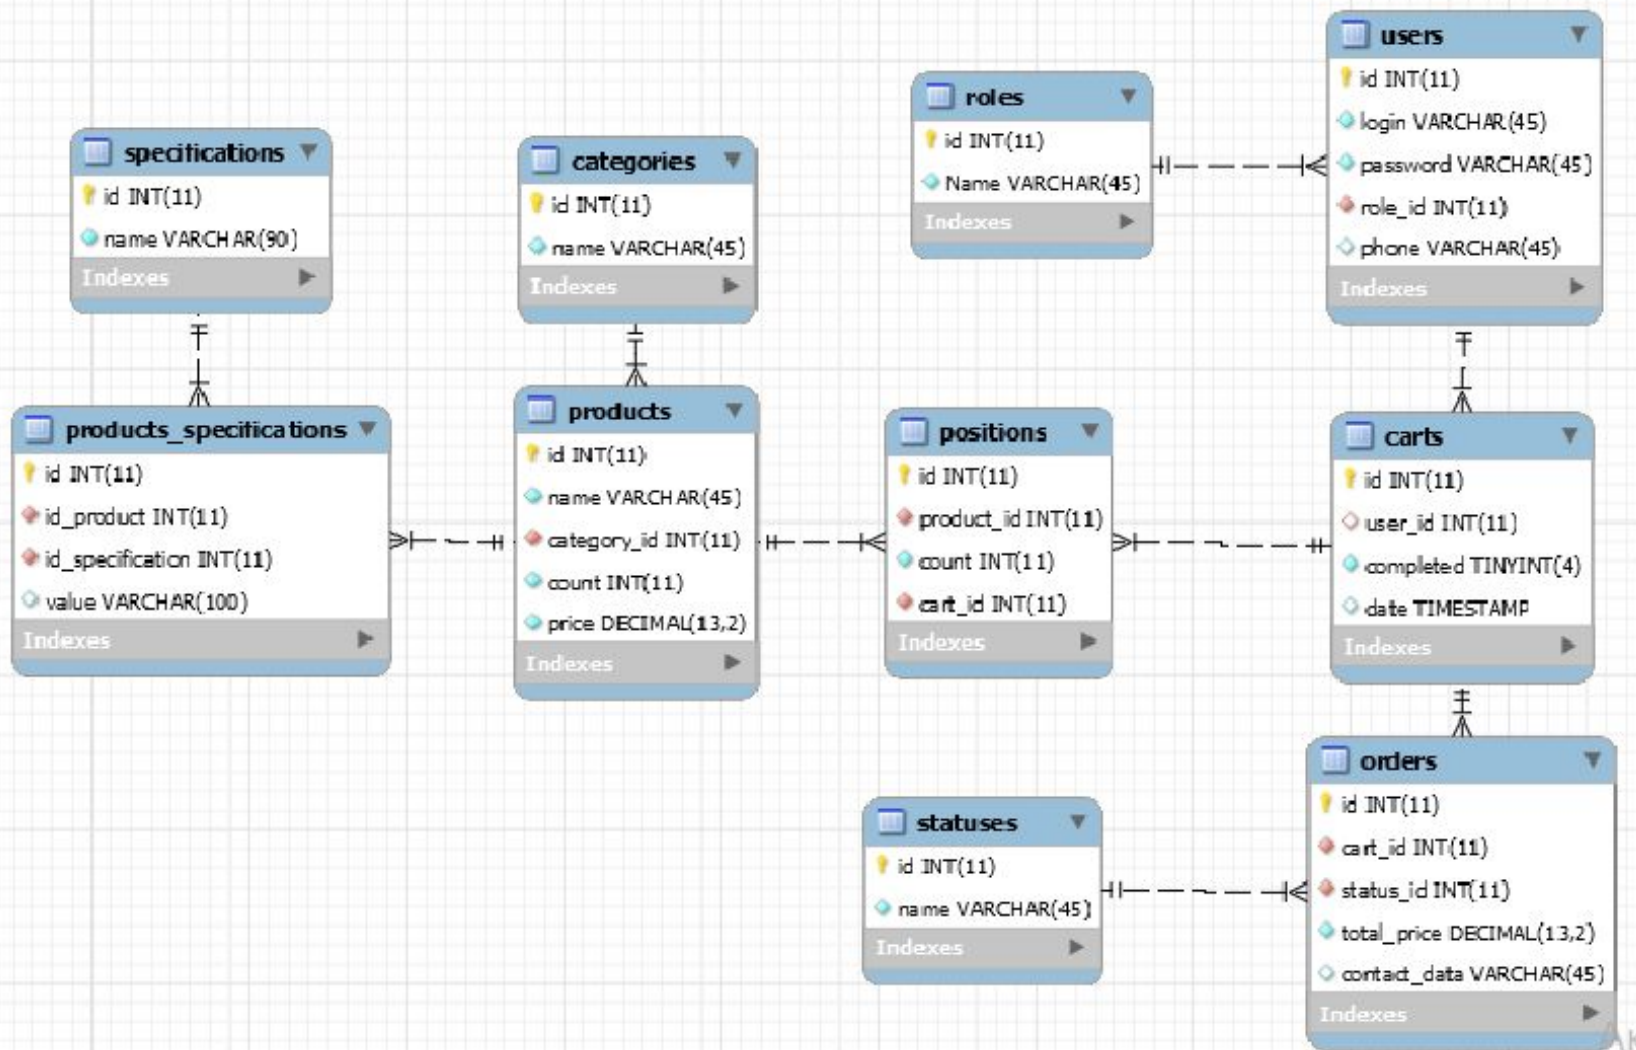 users
id INT(11)
login VARCHAR(45)
password VARCHAR(45)
role_id INT(11)
phone VARCHAR(45)
Indexes
roles
id INT(11)
Name VARCHAR(45)
Indexes
specifications
id INT(11)
name VARCHAR(90)
Indexes
categories
id INT(11)
name VARCHAR(45)
Indexes
products_specifications
id INT(11)
id_product INT(11)
id_specification INT(11)
value VARCHAR(100)
Indexes
products
id INT(11)
name VARCHAR(45)
category_id INT(11)
count INT(11)
price DECIMAL(13,2)
Indexes
positions
id INT(11)
product_id INT(11)
count INT(11)
cart_id INT(11)
Indexes
carts
id INT(11)
user_id INT(11)
completed TINYINT(4)
date TIMESTAMP
Indexes
statuses
id INT(11)
name VARCHAR(45)
Indexes
orders
id INT(11)
cart_id INT(11)
status_id INT(11)
total_price DECIMAL(13,2)
contact_data VARCHAR(45)
Indexes